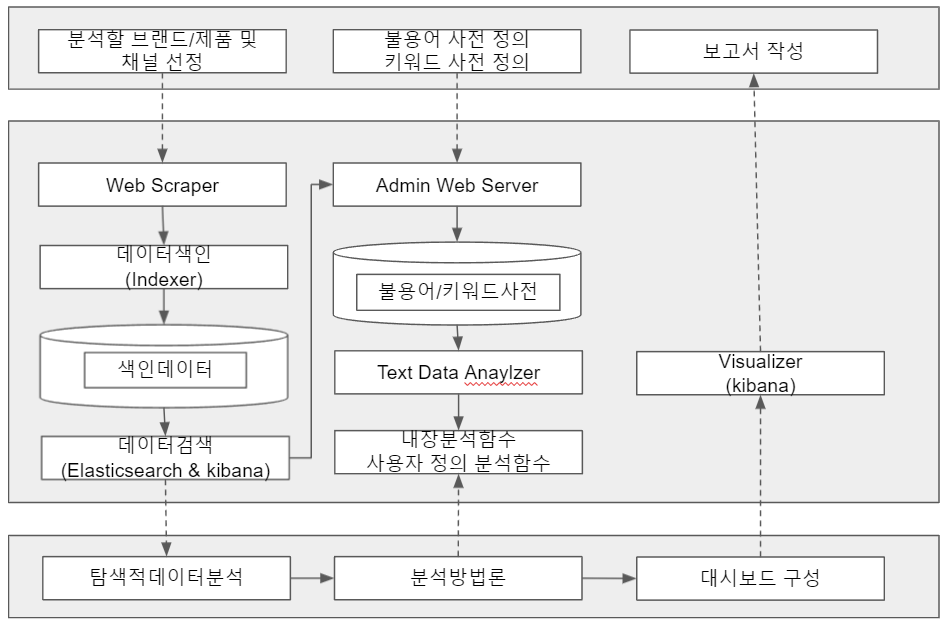 분석할 브랜드/제품 및
채널 선정
불용어 사전 정의
키워드 사전 정의
보고서 작성
Web Scraper
Admin Web Server
데이터색인
(Indexer)
불용어/키워드사전
색인데이터
Text Data Anaylzer
Visualizer
(kibana)
데이터검색
(Elasticsearch & kibana)
내장분석함수
사용자 정의 분석함수
탐색적데이터분석
분석방법론
대시보드 구성